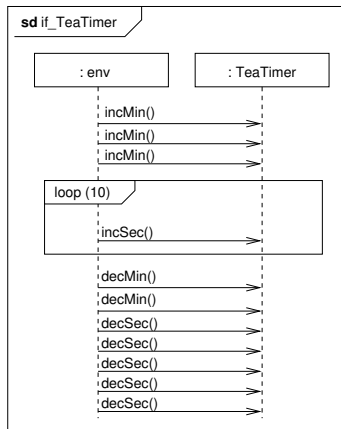 sd if_TeaTimer
: env : TeaTimer
incMin()
incMin()
incMin()
loop (10)
incSec()
decMin()
decMin()
decSec()
decSec()
decSec()
decSec()
decSec()